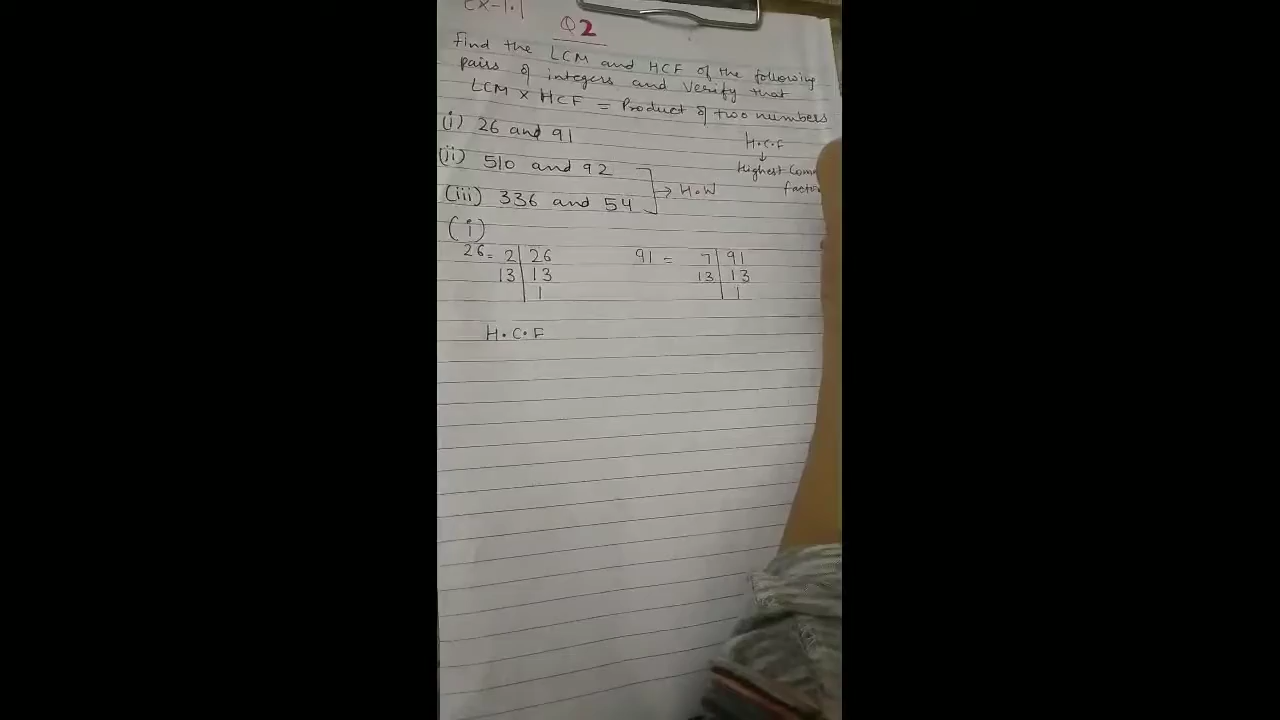 Ex-1.1
Q2
Find the LCM and HCF of the following
pairs of integers and Verify that
LCM × HCF = Product of two numbers
(i) 26 and 91
H.C.F
↓
(ii) 510 and 92
Highest
→ H.W
(iii) 336 and 54
(i)
26= 2 | 26 91 = 7 | 91
13 | 13 13 | 13
| 1 | 1
H.C.F